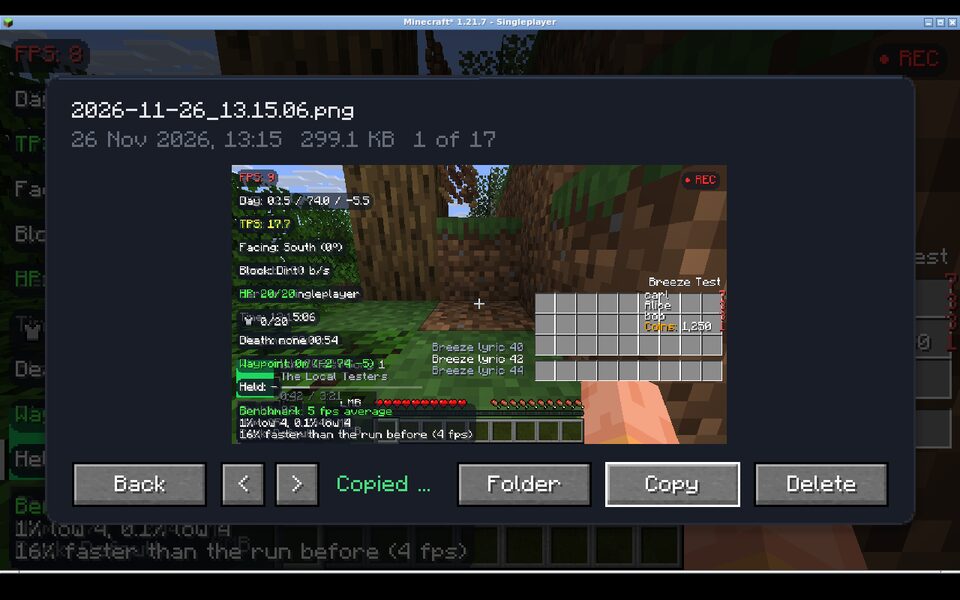 Minecraft* 1.21.7 - Singleplayer
FPS: 8
REC
2026-11-26_13.15.06.png
26 Nov 2026, 13:15 299.1 KB 1 of 17
FPS: 9
REC
Day: 0
.5 / 74.0 / -5.5
TPS: 17.7
Facing: South (0°)
Block: Dirt
b/s
HP: 20/20
ngleplayer
5:06
0/20
Death: none
00:54
Waypoint:
1
The Local Testers
Held: -
0:42 / 3:21
LMB
Benchmark: 5 fps average
1% low 4, 0.1% low 4
16% faster than the run before (4 fps)
Breeze lyric 40
Breeze lyric 42
Breeze lyric 44
Breeze Test
carl
Alice
bob
Coins: 1,250
Back
<
>
Copied ...
Folder
Copy
Delete
1% low 4, 0.1% low 4
16% faster than the run before (4 fps)